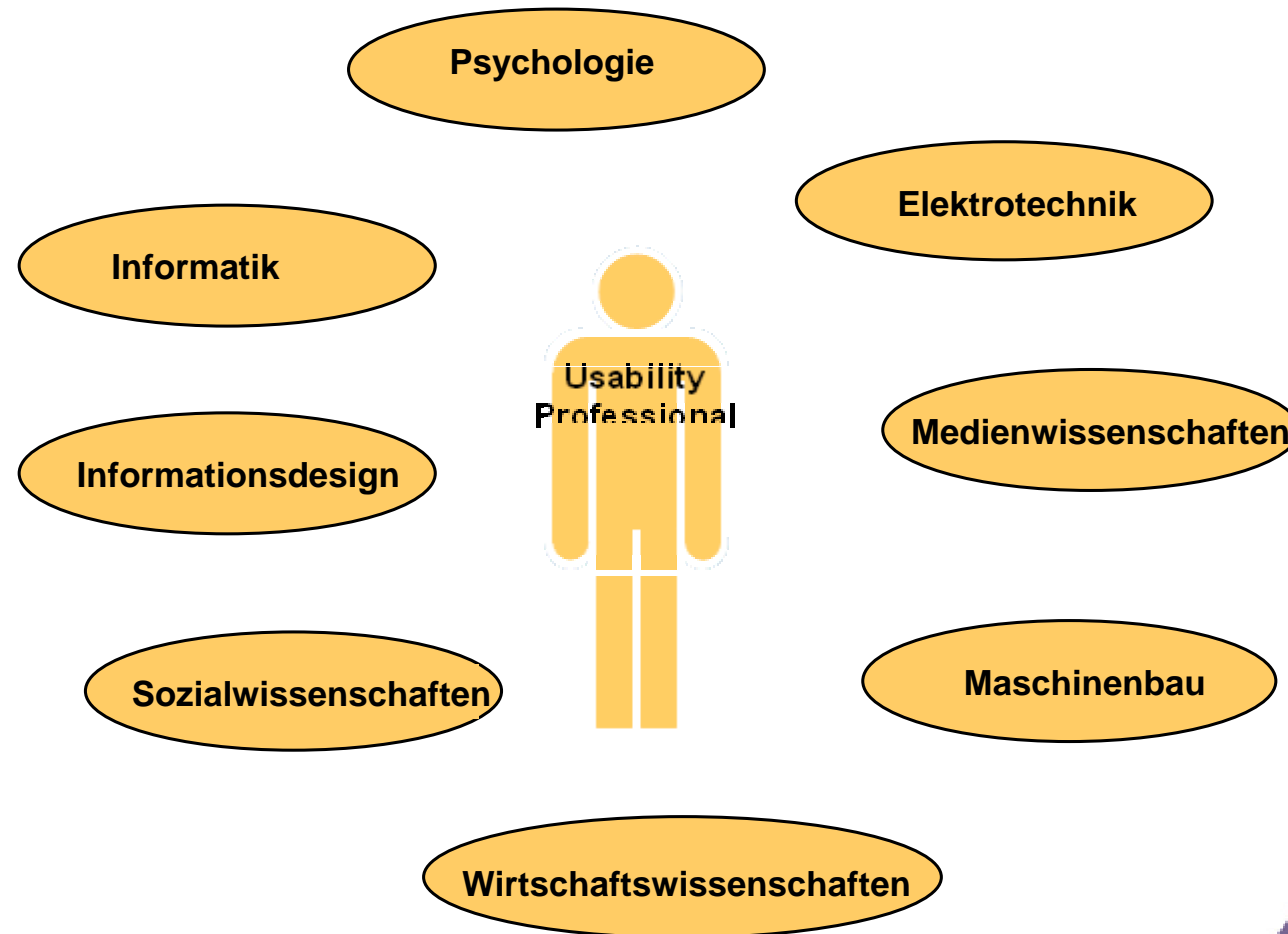 Psychologie
Elektrotechnik
Informatik
Usability
Professional
Medienwissenschaften
Informationsdesign
Maschinenbau
Sozialwissenschaften
Wirtschaftswissenschaften